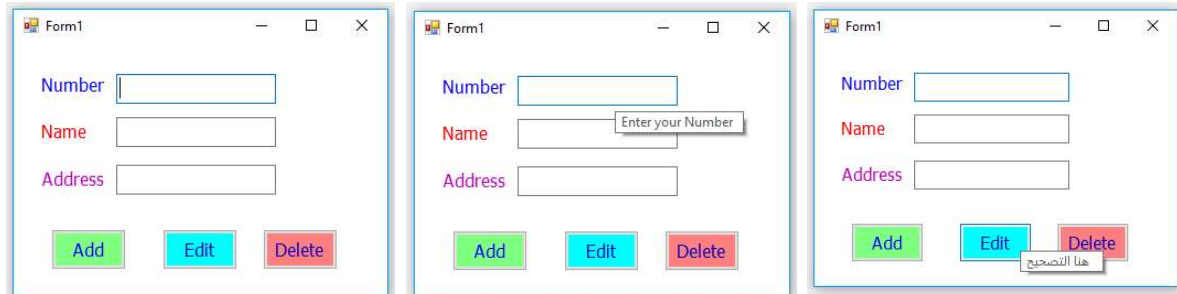 Form1
Number
Name
Address
Add Edit Delete
Form1
Number
Enter your Number
Name
Address
Add Edit Delete
Form1
Number
Name
Address
Add Edit Delete
هنا التصحيح